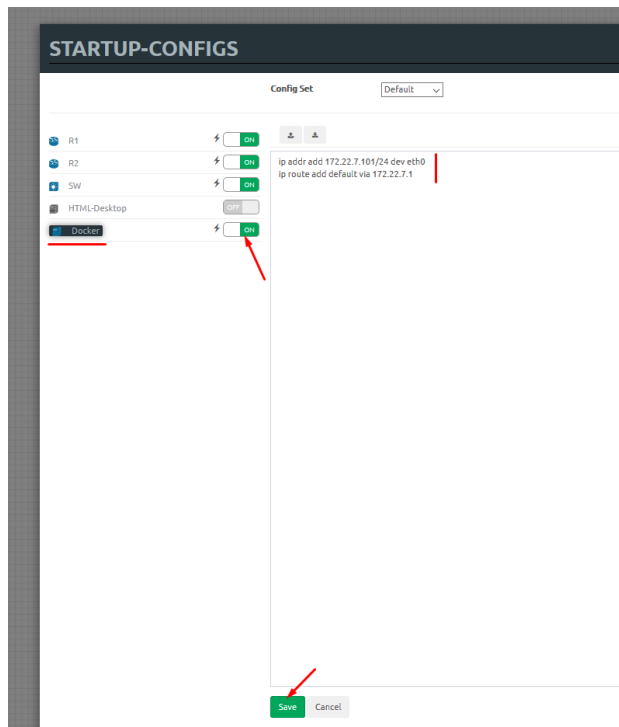 STARTUP-CONFIGS
Config Set
Default
R1
ON
R2
ON
SW
ON
HTML-Desktop
OFF
Docker
ON
ip addr add 172.22.7.101/24 dev eth0
ip route add default via 172.22.7.1
Save
Cancel